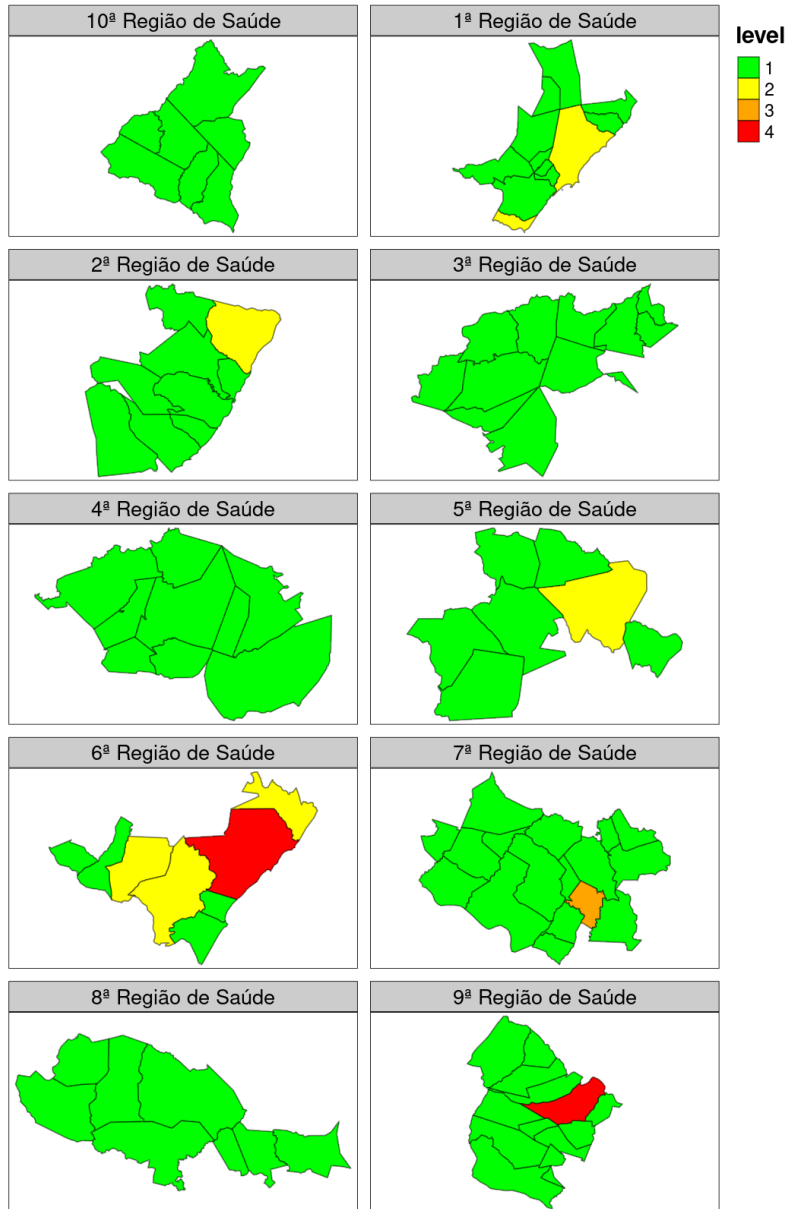 10ª Região de Saúde
1ª Região de Saúde
level
1
2
3
4
2ª Região de Saúde
3ª Região de Saúde
4ª Região de Saúde
5ª Região de Saúde
6ª Região de Saúde
7ª Região de Saúde
8ª Região de Saúde
9ª Região de Saúde